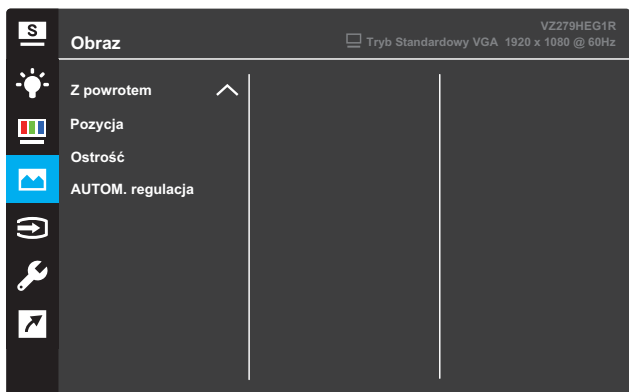 S
VZ279HEG1R
Obraz
Tryb Standardowy VGA 1920 x 1080 @ 60Hz
Z powrotem
Pozycja
Ostrość
AUTOM. regulacja